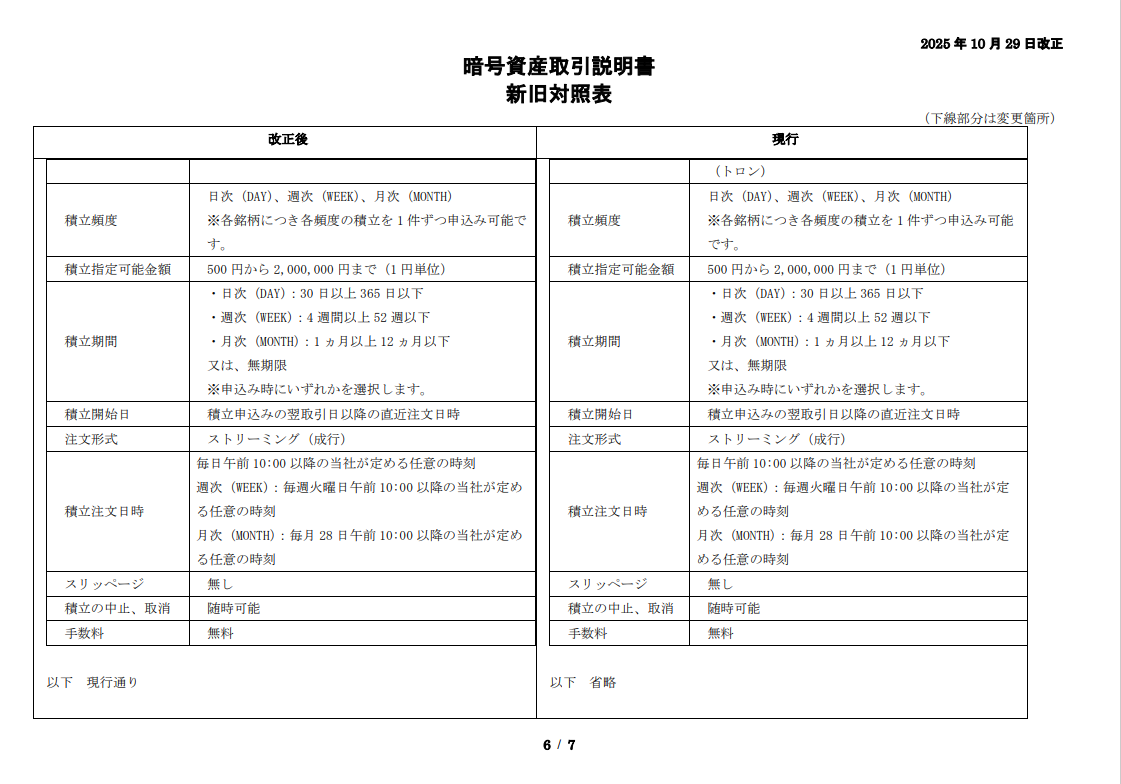 2025年10月29日改正
暗号資産取引説明書
新旧対照表
（下線部分は変更箇所）
改正後
現行
積立頻度
日次（DAY）、週次（WEEK）、月次（MONTH）
※各銘柄につき各頻度の積立を1件ずつ申込み可能で
す。
積立指定可能金額
500円から2,000,000円まで（1円単位）
積立期間
・日次（DAY）：30日以上365日以下
・週次（WEEK）：4週間以上52週以下
・月次（MONTH）：1ヵ月以上12ヵ月以下
又は、無期限
※申込み時にいずれかを選択します。
積立開始日
積立申込みの翌取引日以降の直近注文日時
注文形式
ストリーミング（成行）
積立注文日時
毎日午前10:00以降の当社が定める任意の時刻
週次（WEEK）：毎週火曜日午前10:00以降の当社が定め
る任意の時刻
月次（MONTH）：毎月28日午前10:00以降の当社が定め
る任意の時刻
スリッページ
無し
積立の中止、取消
随時可能
手数料
無料
以下　現行通り
（トロン）
積立頻度
日次（DAY）、週次（WEEK）、月次（MONTH）
※各銘柄につき各頻度の積立を1件ずつ申込み可能
です。
積立指定可能金額
500円から2,000,000円まで（1円単位）
積立期間
・日次（DAY）：30日以上365日以下
・週次（WEEK）：4週間以上52週以下
・月次（MONTH）：1ヵ月以上12ヵ月以下
又は、無期限
※申込み時にいずれかを選択します。
積立開始日
積立申込みの翌取引日以降の直近注文日時
注文形式
ストリーミング（成行）
積立注文日時
毎日午前10:00以降の当社が定める任意の時刻
週次（WEEK）：毎週火曜日午前10:00以降の当社が定
める任意の時刻
月次（MONTH）：毎月28日午前10:00以降の当社が定
める任意の時刻
スリッページ
無し
積立の中止、取消
随時可能
手数料
無料
以下　省略
6 / 7